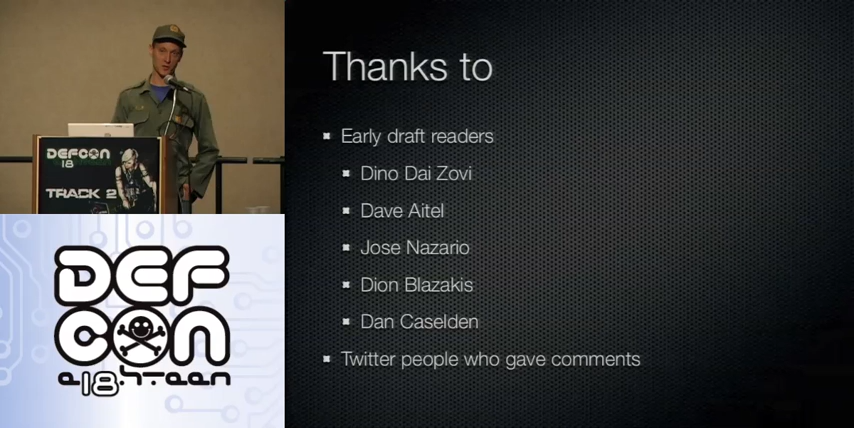 DEFCON
18
TRACK 2
DEF
CON
e18hteen
Thanks to
Early draft readers
Dino Dai Zovi
Dave Aitel
Jose Nazario
Dion Blazakis
Dan Caselden
Twitter people who gave comments